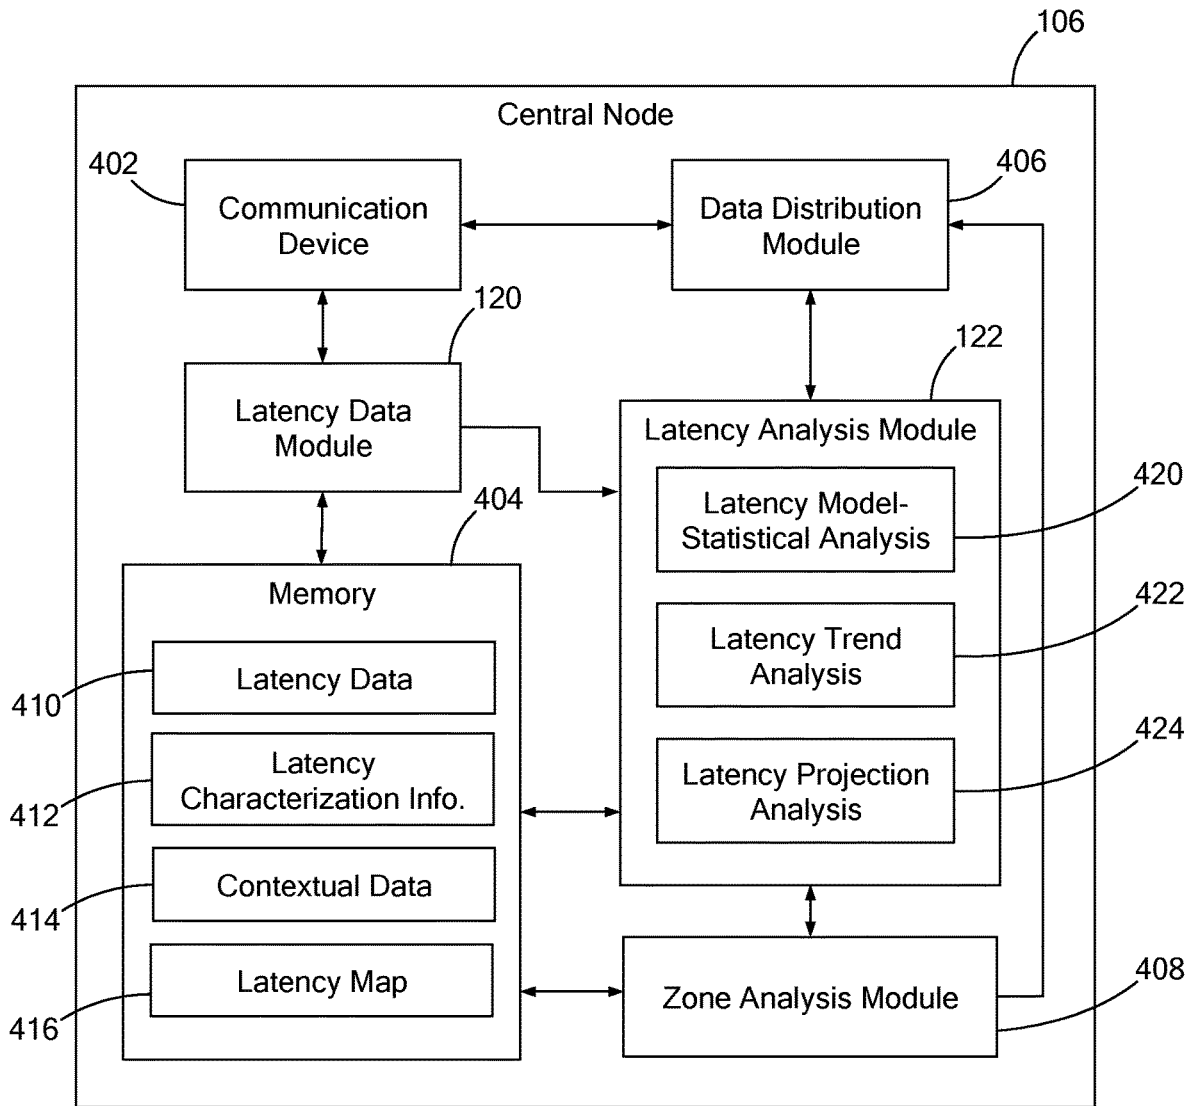 106
Central Node
402
Communication
Device
406
Data Distribution
Module
120
Latency Data
Module
122
Latency Analysis Module
420
Latency Model-
Statistical Analysis
422
Latency Trend
Analysis
424
Latency Projection
Analysis
404
Memory
410
Latency Data
412
Latency
Characterization Info.
414
Contextual Data
416
Latency Map
408
Zone Analysis Module